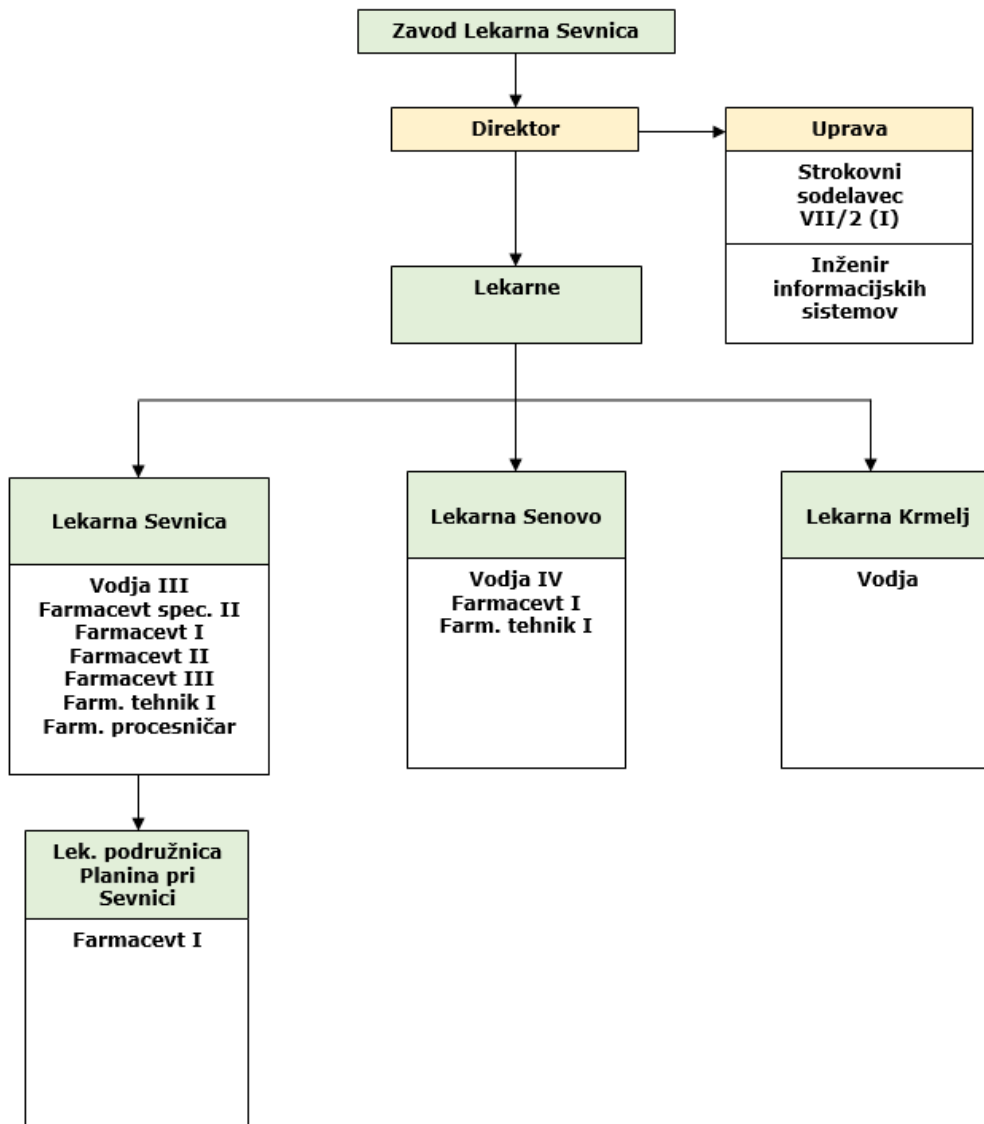 Zavod Lekarna Sevnica
Direktor
Uprava
Strokovni
sodelavec
VII/2 (I)
Inženir
informacijskih
sistemov
Lekarne
Lekarna Sevnica
Vodja III
Farmacevt spec. II
Farmacevt I
Farmacevt II
Farmacevt III
Farm. tehnik I
Farm. procesničar
Lekarna Senovo
Vodja IV
Farmacevt I
Farm. tehnik I
Lekarna Krmelj
Vodja
Lek. podružnica
Planina pri
Sevnici
Farmacevt I